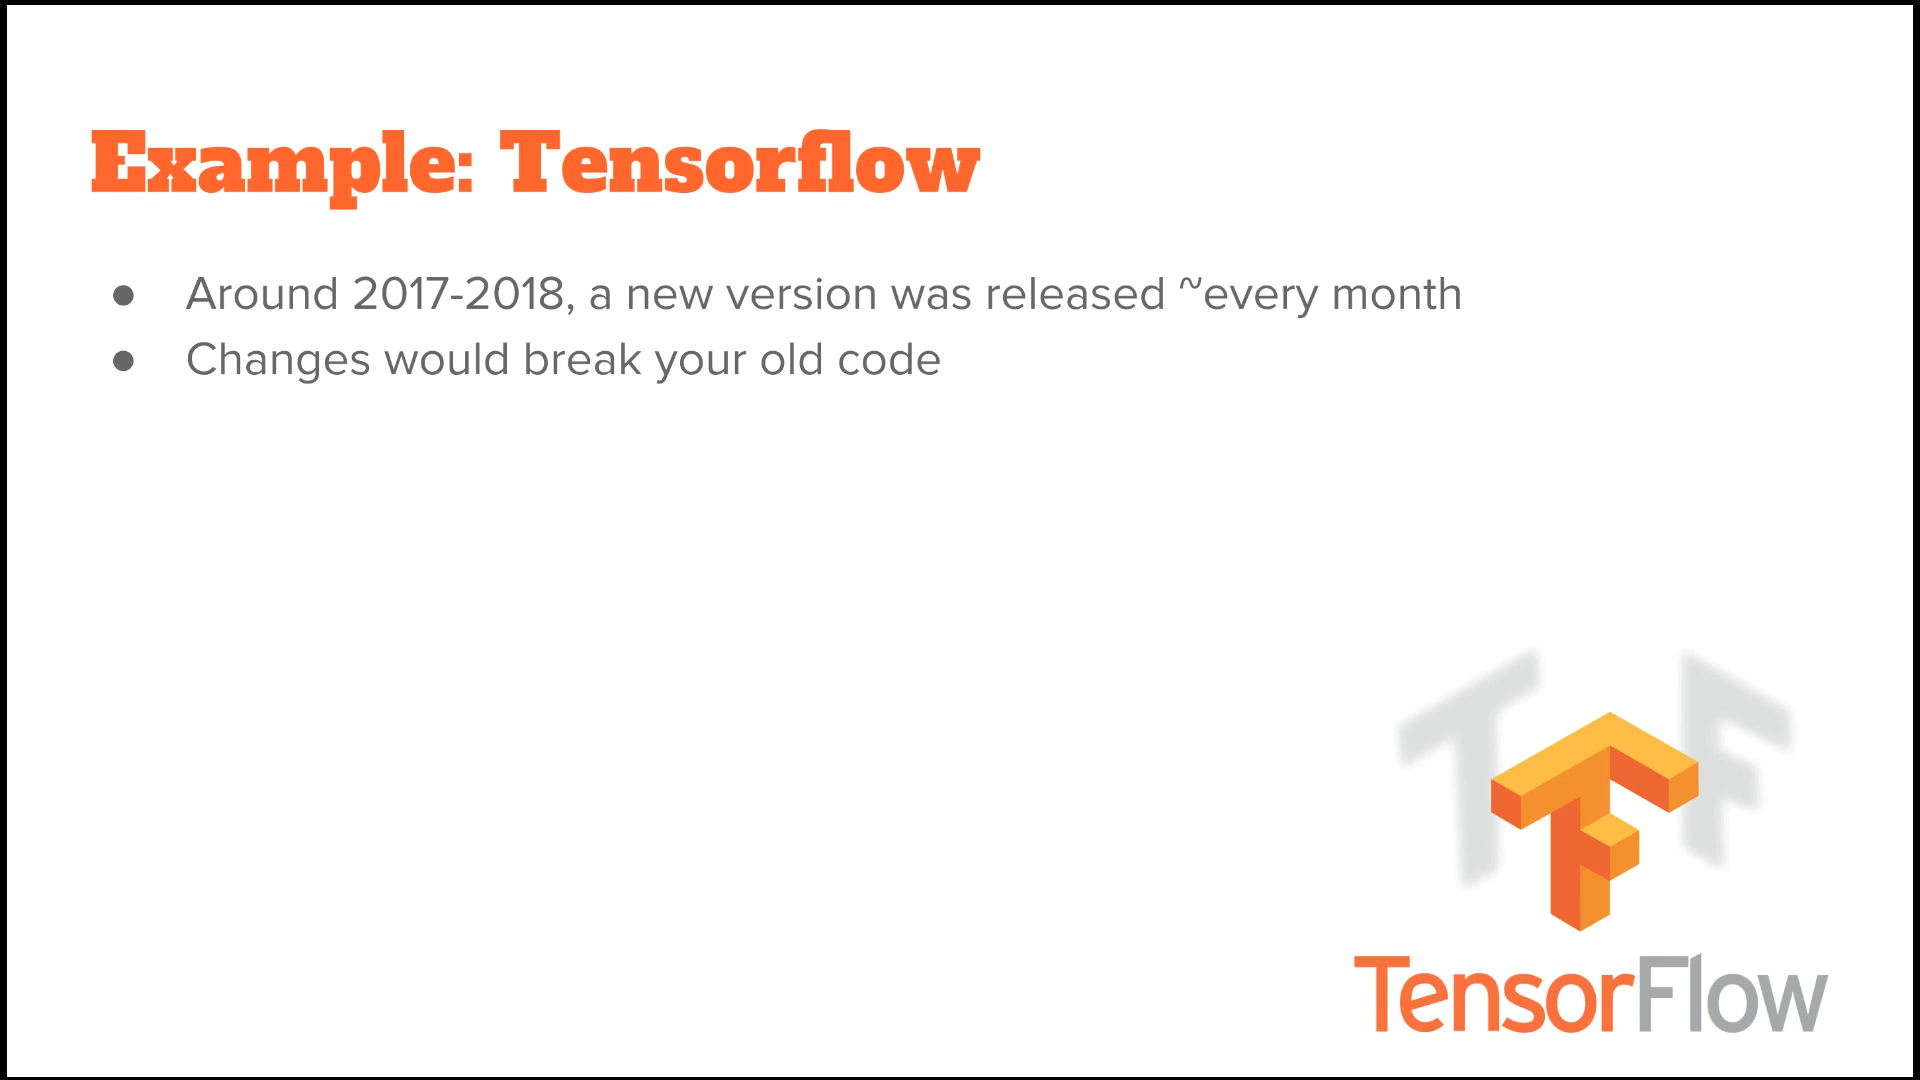 Example: Tensorflow
● Around 2017-2018, a new version was released ~every month
● Changes would break your old code
TensorFlow